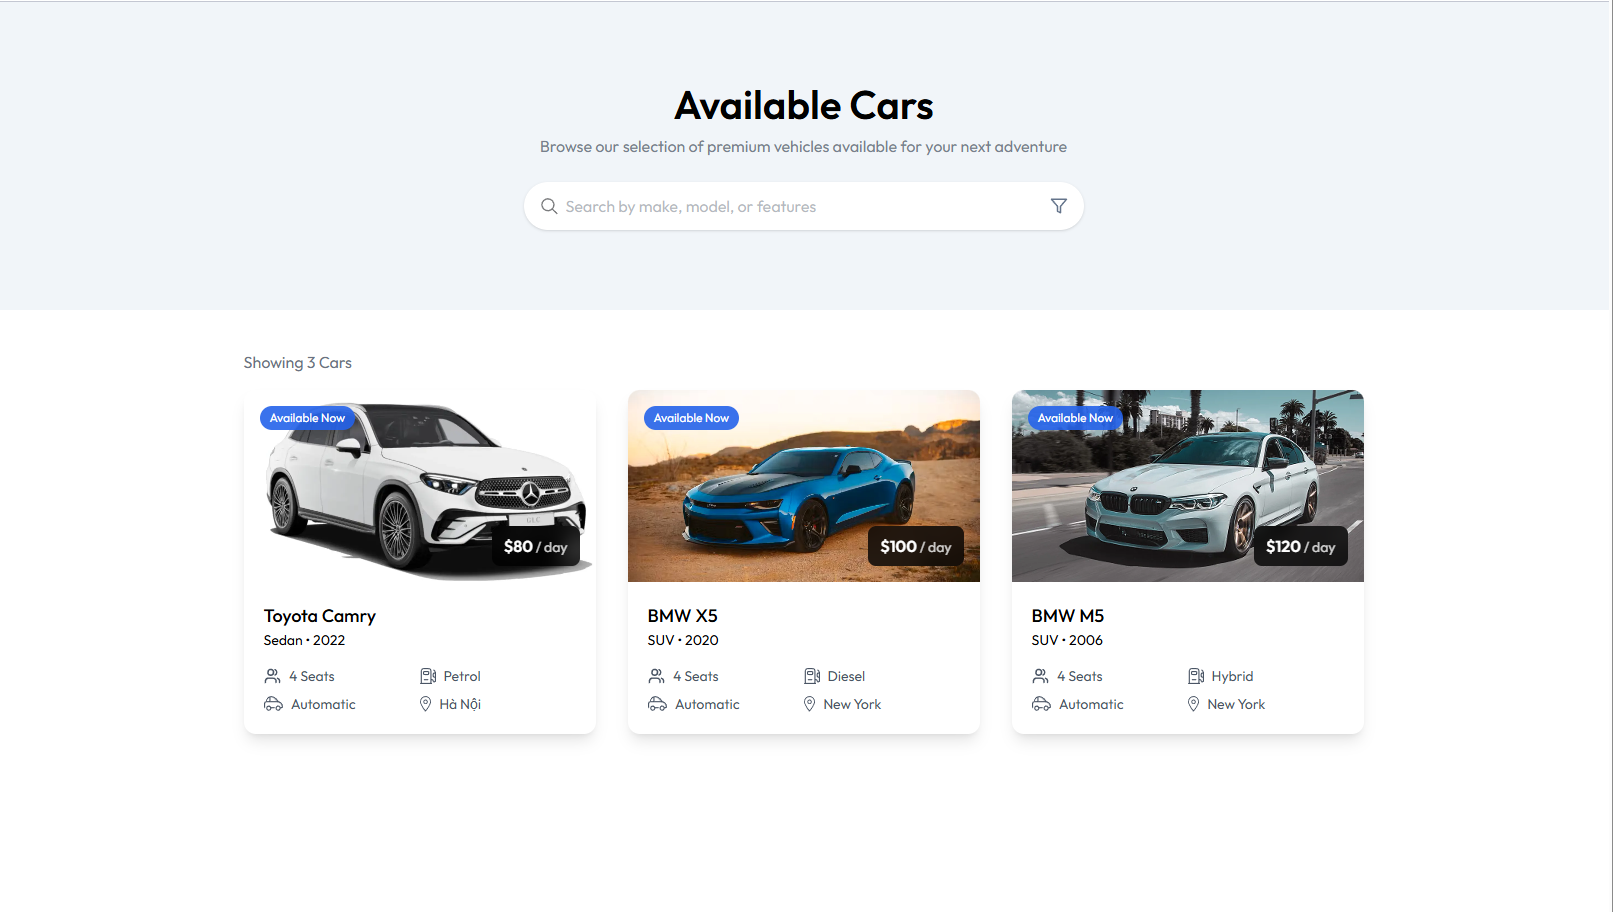 Available Cars
Browse our selection of premium vehicles available for your next adventure
Search by make, model, or features
Showing 3 Cars
Available Now
GLC
$80 / day
Toyota Camry
Sedan • 2022
4 Seats
Petrol
Automatic
Hà Nội
Available Now
$100 / day
BMW X5
SUV • 2020
4 Seats
Diesel
Automatic
New York
Available Now
$120 / day
BMW M5
SUV • 2006
4 Seats
Hybrid
Automatic
New York